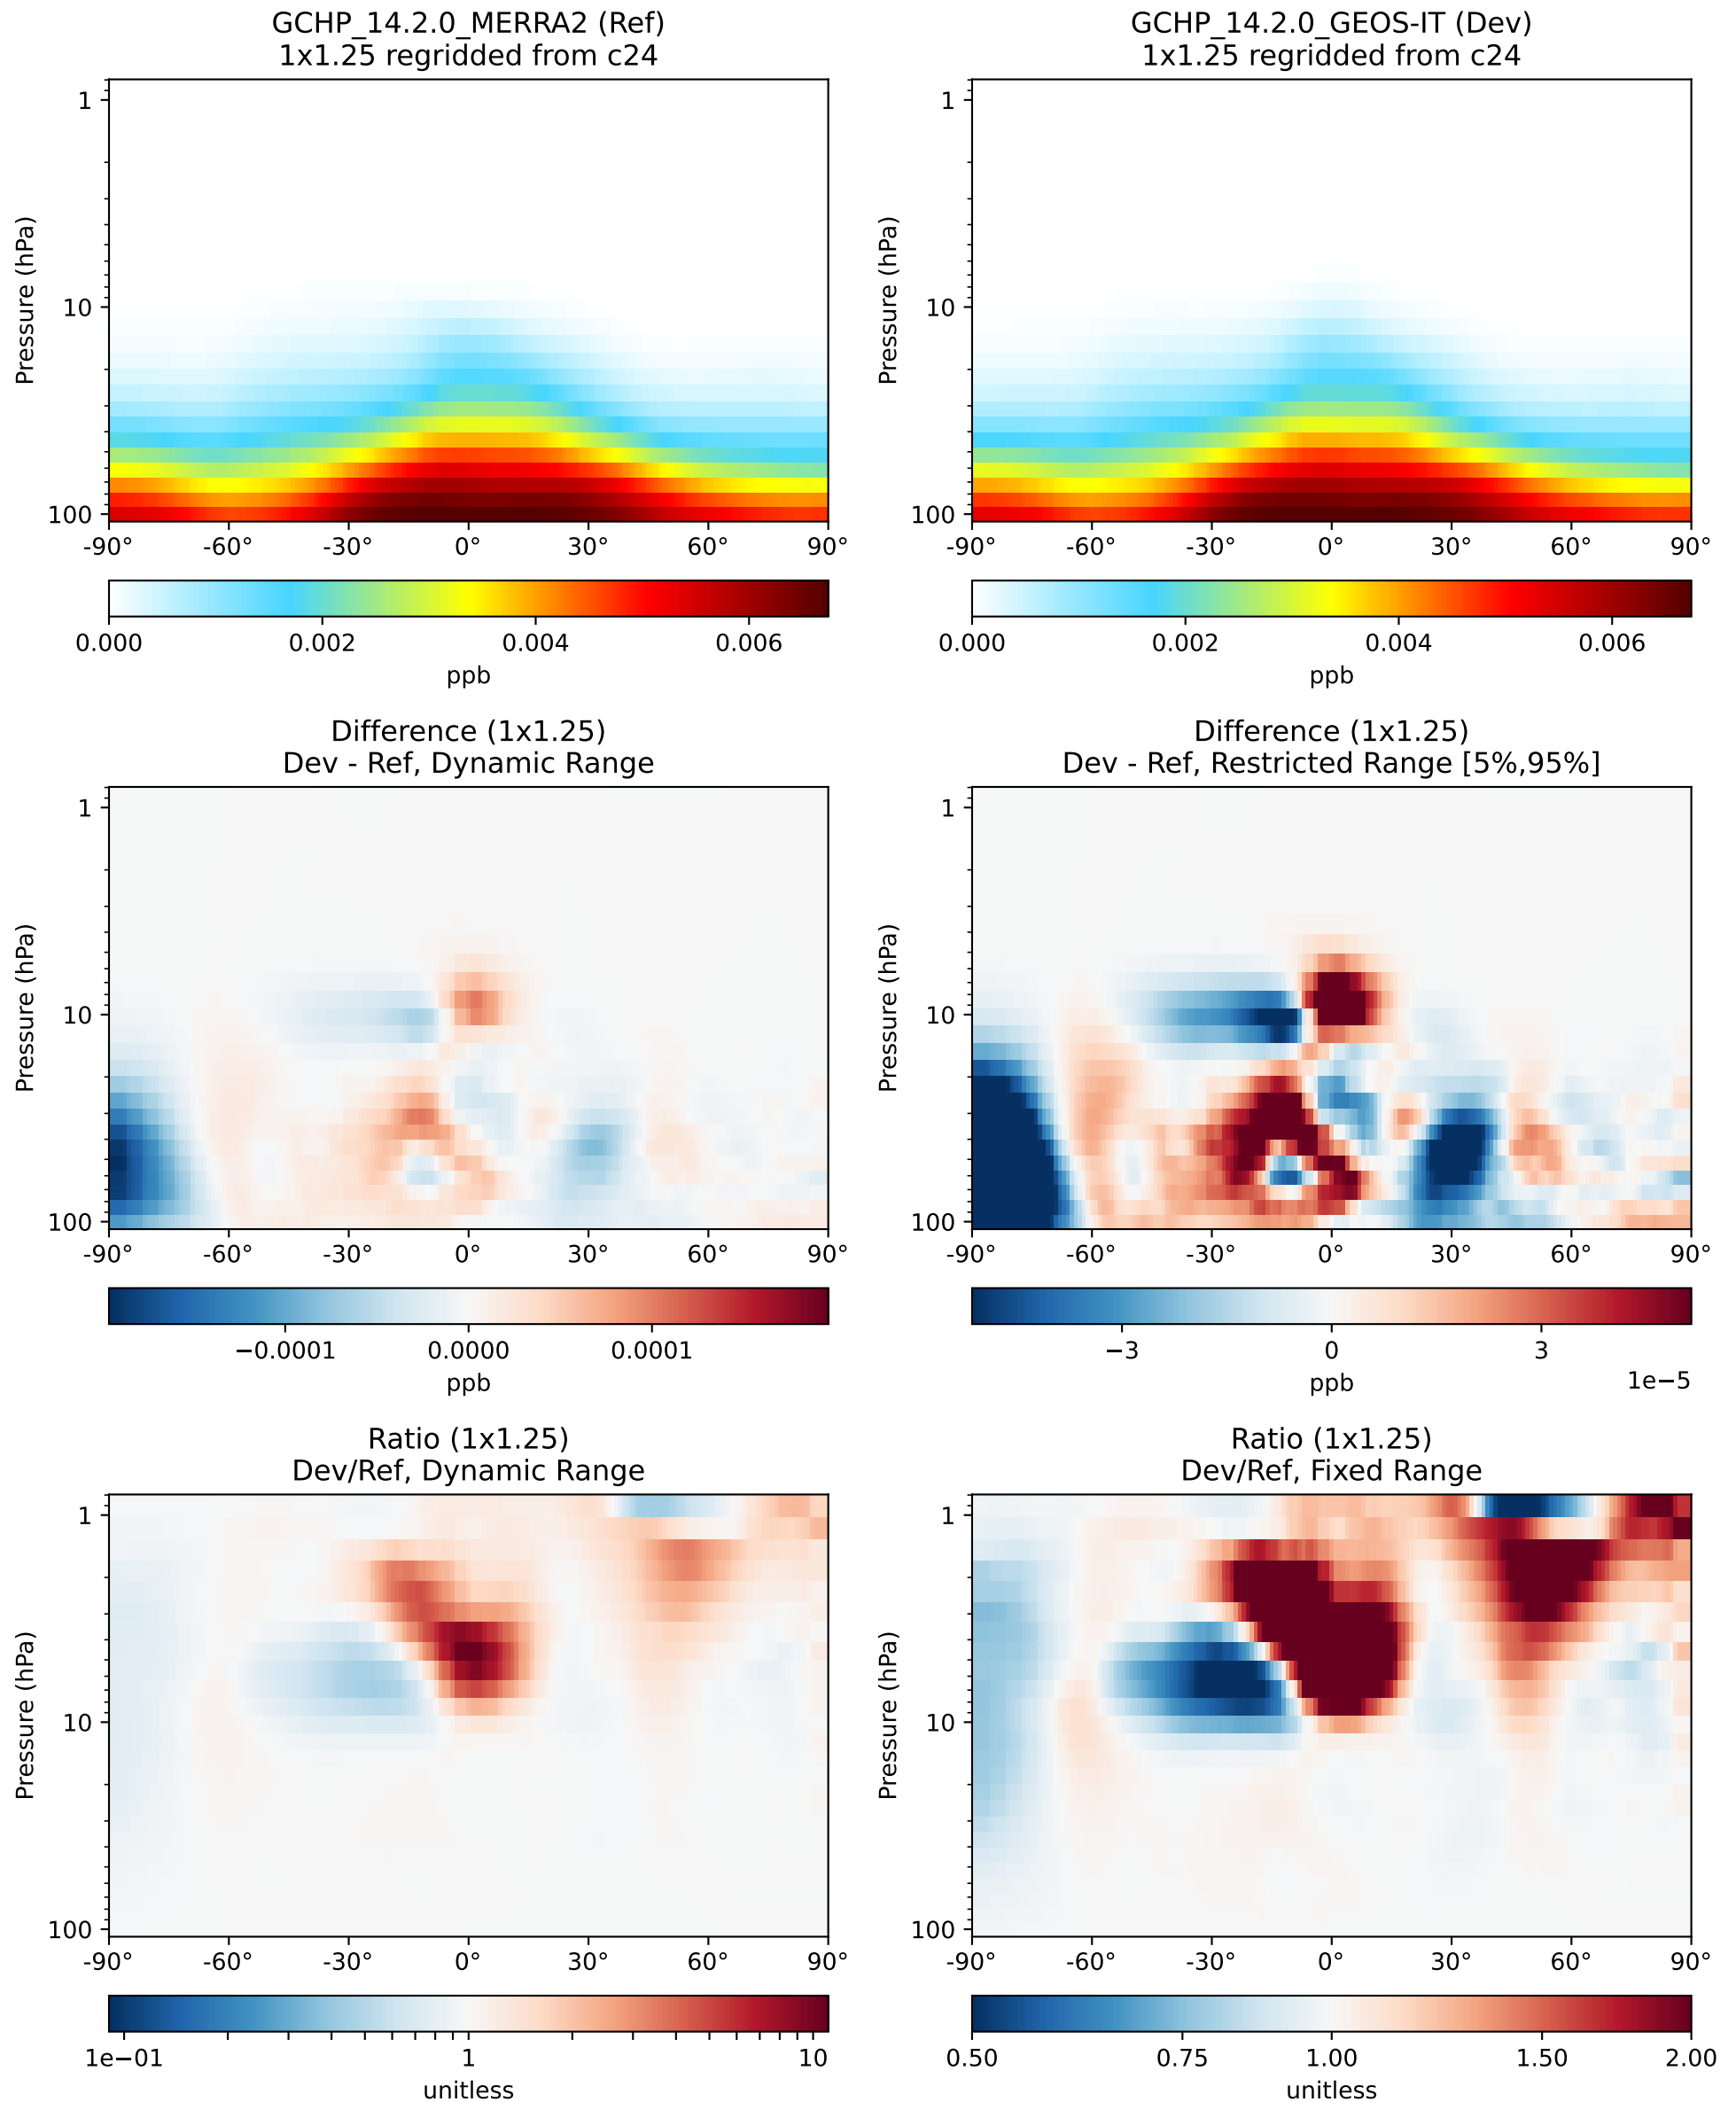 GCHP_14.2.0_MERRA2 (Ref)
1x1.25 regridded from c24
Pressure (hPa)
1
10
100
-90° -60° -30° 0° 30° 60° 90°
0.000 0.002 0.004 0.006
ppb
GCHP_14.2.0_GEOS-IT (Dev)
1x1.25 regridded from c24
Pressure (hPa)
1
10
100
-90° -60° -30° 0° 30° 60° 90°
0.000 0.002 0.004 0.006
ppb
Difference (1x1.25)
Dev - Ref, Dynamic Range
Pressure (hPa)
1
10
100
-90° -60° -30° 0° 30° 60° 90°
−0.0001 0.0000 0.0001
ppb
Difference (1x1.25)
Dev - Ref, Restricted Range [5%,95%]
Pressure (hPa)
1
10
100
-90° -60° -30° 0° 30° 60° 90°
−3 0 3
ppb
1e−5
Ratio (1x1.25)
Dev/Ref, Dynamic Range
Pressure (hPa)
1
10
100
-90° -60° -30° 0° 30° 60° 90°
1e−01 1 10
unitless
Ratio (1x1.25)
Dev/Ref, Fixed Range
Pressure (hPa)
1
10
100
-90° -60° -30° 0° 30° 60° 90°
0.50 0.75 1.00 1.50 2.00
unitless